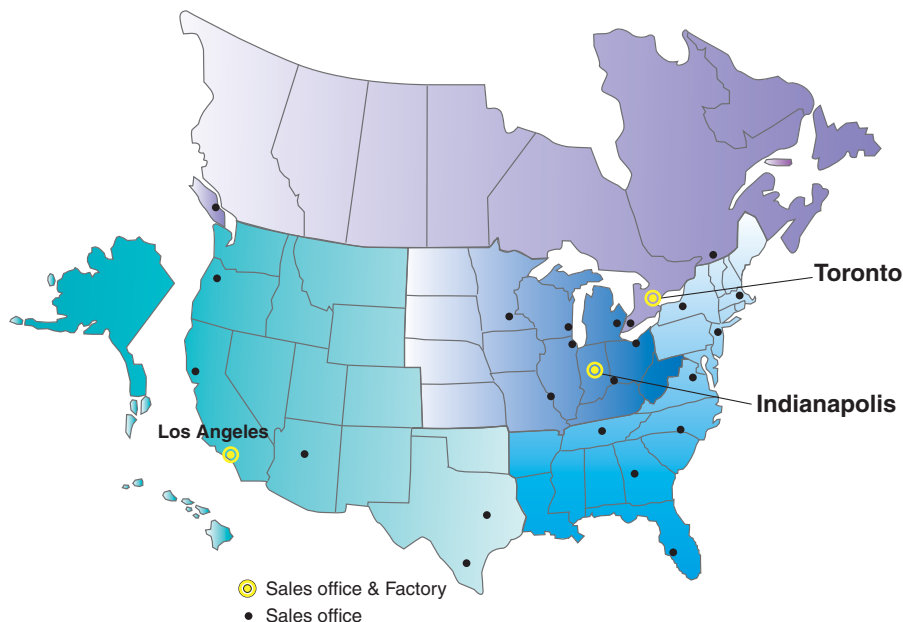 Toronto
Indianapolis
Los Angeles
Sales office & Factory
Sales office